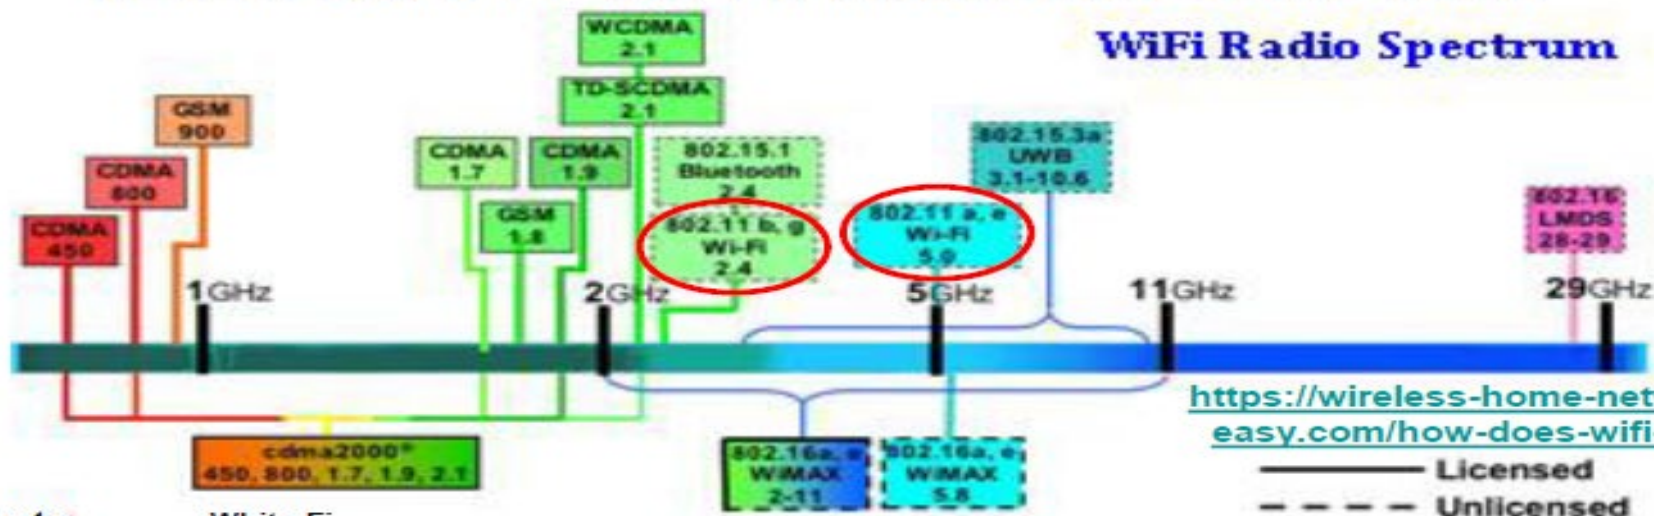 WiFi Radio Spectrum
WCDMA
2.1
TD-SCDMA
2.1
GSM
900
CDMA
800
CDMA
450
CDMA
1.7
CDMA
1.9
GSM
1.8
802.15.1
Bluetooth
2.4
802.11 b, g
Wi-Fi
2.4
802.11 a, e
Wi-Fi
5.0
802.15.3a
UWB
3.1-10.6
802.16
LMDS
28-29
1GHz
2GHz
5GHz
11GHz
29GHz
https://wireless-home-net
easy.com/how-does-wifi
cdma2000*
450, 800, 1.7, 1.9, 2.1
802.16a, e
WiMAX
2-11
802.16a, e
WiMAX
5.8
Licensed
Unlicensed